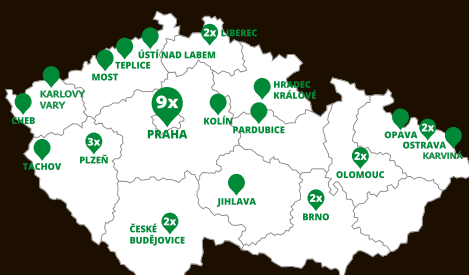 2x LIBEREC
ÚSTÍ NAD LABEM
TEPLICE
MOST
KARLOVY
VARY
HRADEC
KRÁLOVÉ
9x
PRAHA
CHEB
KOLÍN
PARDUBICE
OPAVA
2x
OSTRAVA
KARVINÁ
3x
PLZEŇ
TACHOV
2x
OLOMOUC
JIHLAVA
2x
BRNO
2x
ČESKÉ
BUDĚJOVICE